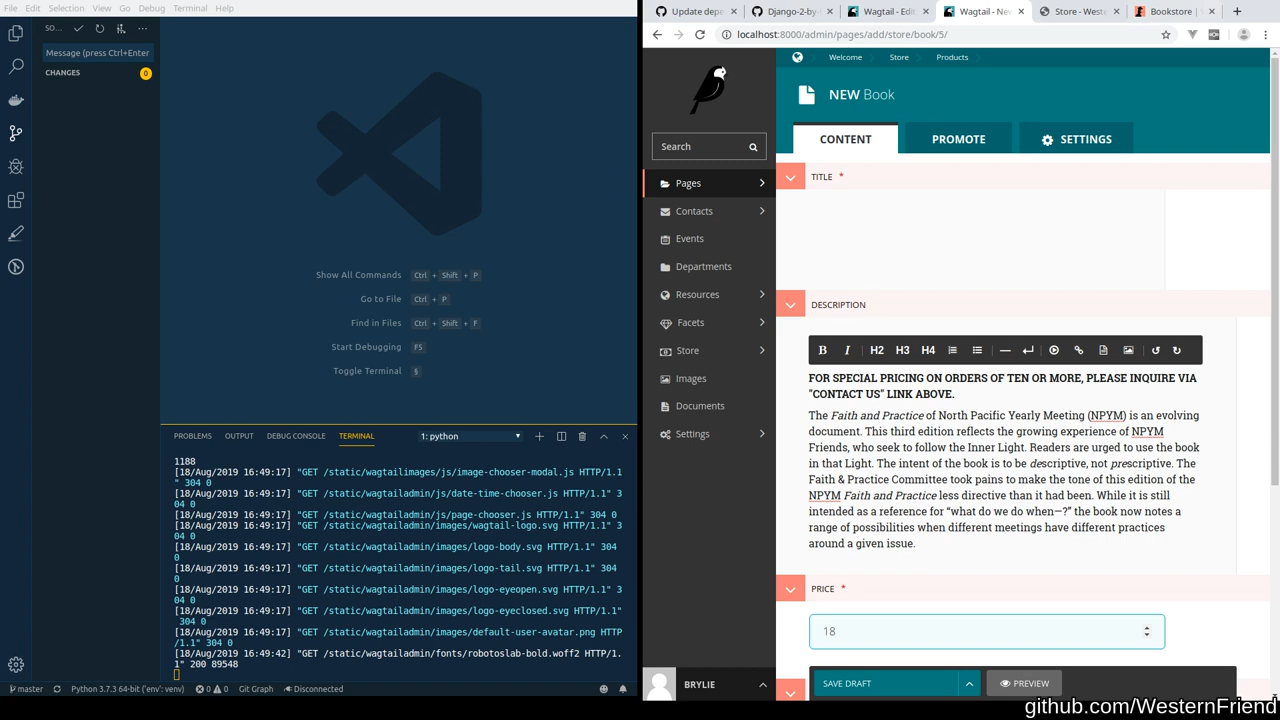 File Edit Selection View Go Debug Terminal Help
SO...
Message (press Ctrl+Enter
CHANGES 0
Show All Commands Ctrl + Shift + P
Go to File Ctrl + P
Find in Files Ctrl + Shift + F
Start Debugging F5
Toggle Terminal §
PROBLEMS OUTPUT DEBUG CONSOLE TERMINAL 1: python
1188
[18/Aug/2019 16:49:17] "GET /static/wagtailimages/js/image-chooser-modal.js HTTP/1.1
" 304 0
[18/Aug/2019 16:49:17] "GET /static/wagtailadmin/js/date-time-chooser.js HTTP/1.1" 3
04 0
[18/Aug/2019 16:49:17] "GET /static/wagtailadmin/js/page-chooser.js HTTP/1.1" 304 0
[18/Aug/2019 16:49:17] "GET /static/wagtailadmin/images/wagtail-logo.svg HTTP/1.1" 3
04 0
[18/Aug/2019 16:49:17] "GET /static/wagtailadmin/images/logo-body.svg HTTP/1.1" 304
0
[18/Aug/2019 16:49:17] "GET /static/wagtailadmin/images/logo-tail.svg HTTP/1.1" 304
0
[18/Aug/2019 16:49:17] "GET /static/wagtailadmin/images/logo-eyeopen.svg HTTP/1.1" 3
04 0
[18/Aug/2019 16:49:17] "GET /static/wagtailadmin/images/logo-eyeclosed.svg HTTP/1.1"
304 0
[18/Aug/2019 16:49:17] "GET /static/wagtailadmin/images/default-user-avatar.png HTTP
/1.1" 304 0
[18/Aug/2019 16:49:42] "GET /static/wagtailadmin/fonts/robotoslab-bold.woff2 HTTP/1.
1" 200 89548
master Python 3.7.3 64-bit ('env': venv) 0 0 Git Graph Disconnected
Update depe Django-2-by- Wagtail - Edit Wagtail - Nev Store - Weste Bookstore |
localhost:8000/admin/pages/add/store/book/5/
Welcome Store Products
NEW Book
CONTENT PROMOTE SETTINGS
Search
Pages
Contacts
Events
Departments
Resources
Facets
Store
Images
Documents
Settings
BRYLIE
TITLE *
DESCRIPTION
B I H2 H3 H4
FOR SPECIAL PRICING ON ORDERS OF TEN OR MORE, PLEASE INQUIRE VIA
"CONTACT US" LINK ABOVE.
The Faith and Practice of North Pacific Yearly Meeting (NPYM) is an evolving
document. This third edition reflects the growing experience of NPYM
Friends, who seek to follow the Inner Light. Readers are urged to use the book
in that Light. The intent of the book is to be descriptive, not prescriptive. The
Faith & Practice Committee took pains to make the tone of this edition of the
NPYM Faith and Practice less directive than it had been. While it is still
intended as a reference for “what do we do when—?” the book now notes a
range of possibilities when different meetings have different practices
around a given issue.
PRICE *
18
SAVE DRAFT PREVIEW
github.com/WesternFriend